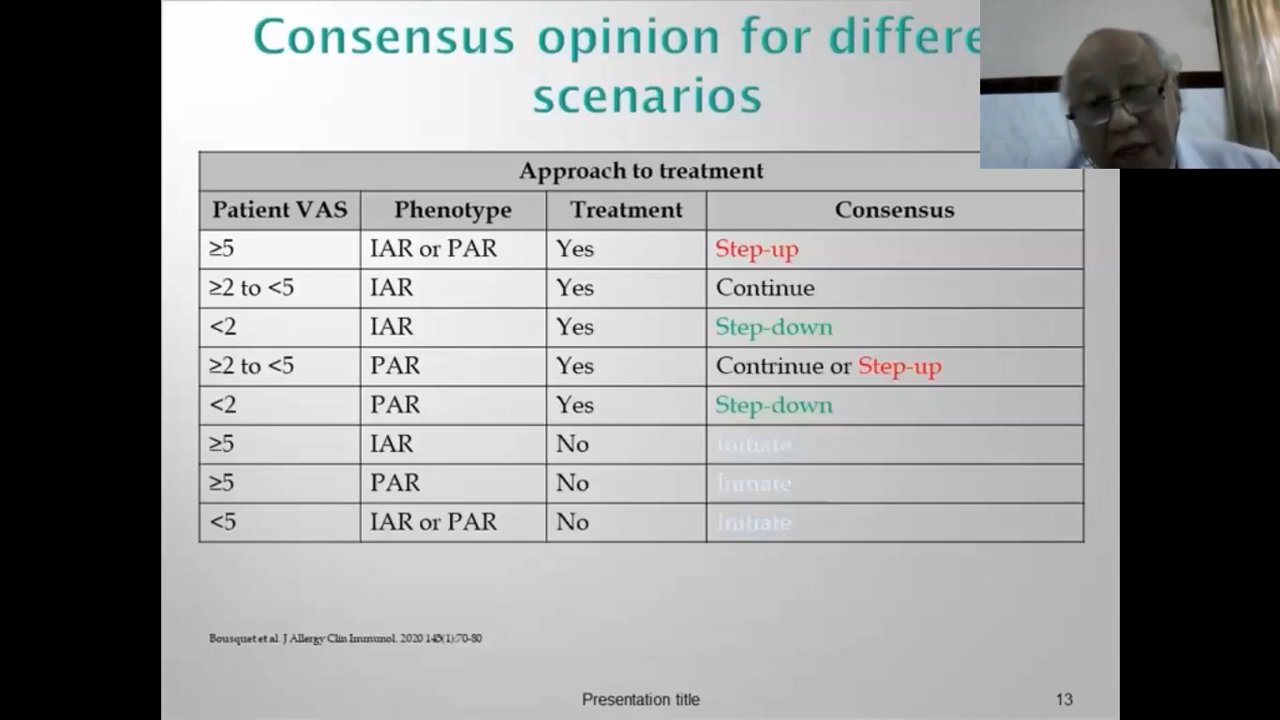 Consensus opinion for differe
scenarios
Approach to treatment
Patient VAS Phenotype Treatment Consensus
≥5 IAR or PAR Yes Step-up
≥2 to <5 IAR Yes Continue
<2 IAR Yes Step-down
≥2 to <5 PAR Yes Contrinue or Step-up
<2 PAR Yes Step-down
≥5 IAR No Initiate
≥5 PAR No Initiate
<5 IAR or PAR No Initiate
Bousquet et al. J Allergy Clin Immunol. 2020 145(1):70-80
Presentation title 13